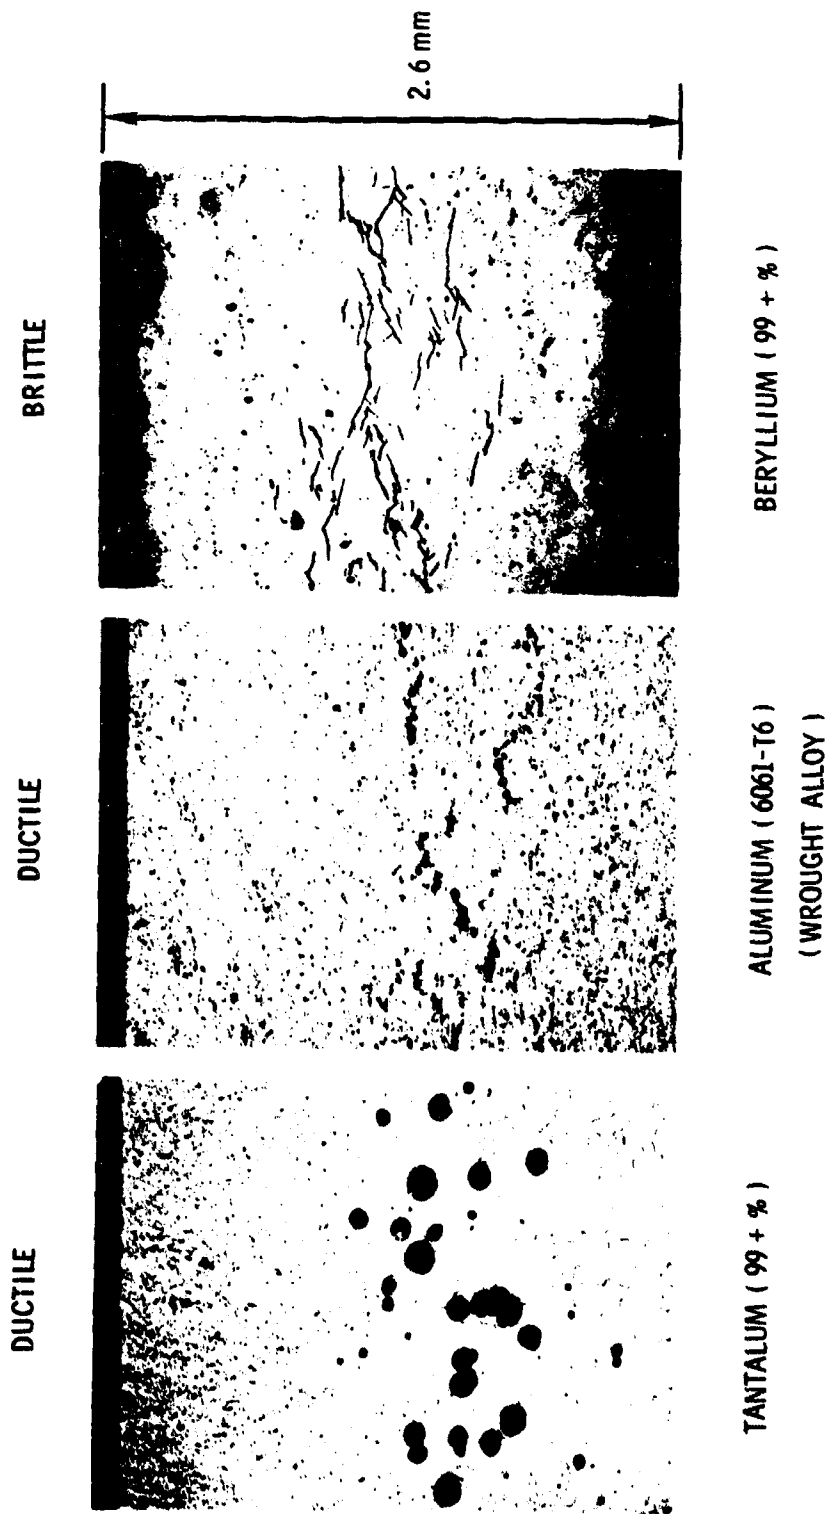 DUCTILE
DUCTILE
BRITTLE
2.6 mm
TANTALUM ( 99 + % )
ALUMINUM ( 6061-T6 )
( WROUGHT ALLOY )
BERYLLIUM ( 99 + % )